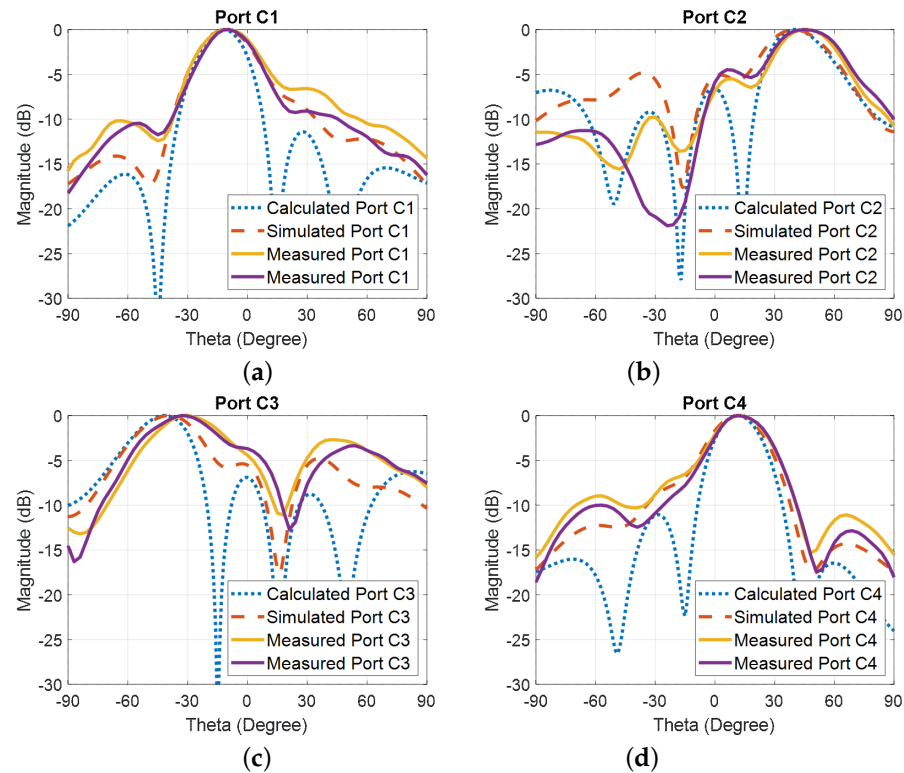 Port C1
Magnitude (dB)
0
-5
-10
-15
-20
-25
-30
-90 -60 -30 0 30 60 90
Theta (Degree)
Calculated Port C1
Simulated Port C1
Measured Port C1
Measured Port C1
(a)
Port C2
Magnitude (dB)
0
-5
-10
-15
-20
-25
-30
-90 -60 -30 0 30 60 90
Theta (Degree)
Calculated Port C2
Simulated Port C2
Measured Port C2
Measured Port C2
(b)
Port C3
Magnitude (dB)
0
-5
-10
-15
-20
-25
-30
-90 -60 -30 0 30 60 90
Theta (Degree)
Calculated Port C3
Simulated Port C3
Measured Port C3
Measured Port C3
(c)
Port C4
Magnitude (dB)
0
-5
-10
-15
-20
-25
-30
-90 -60 -30 0 30 60 90
Theta (Degree)
Calculated Port C4
Simulated Port C4
Measured Port C4
Measured Port C4
(d)